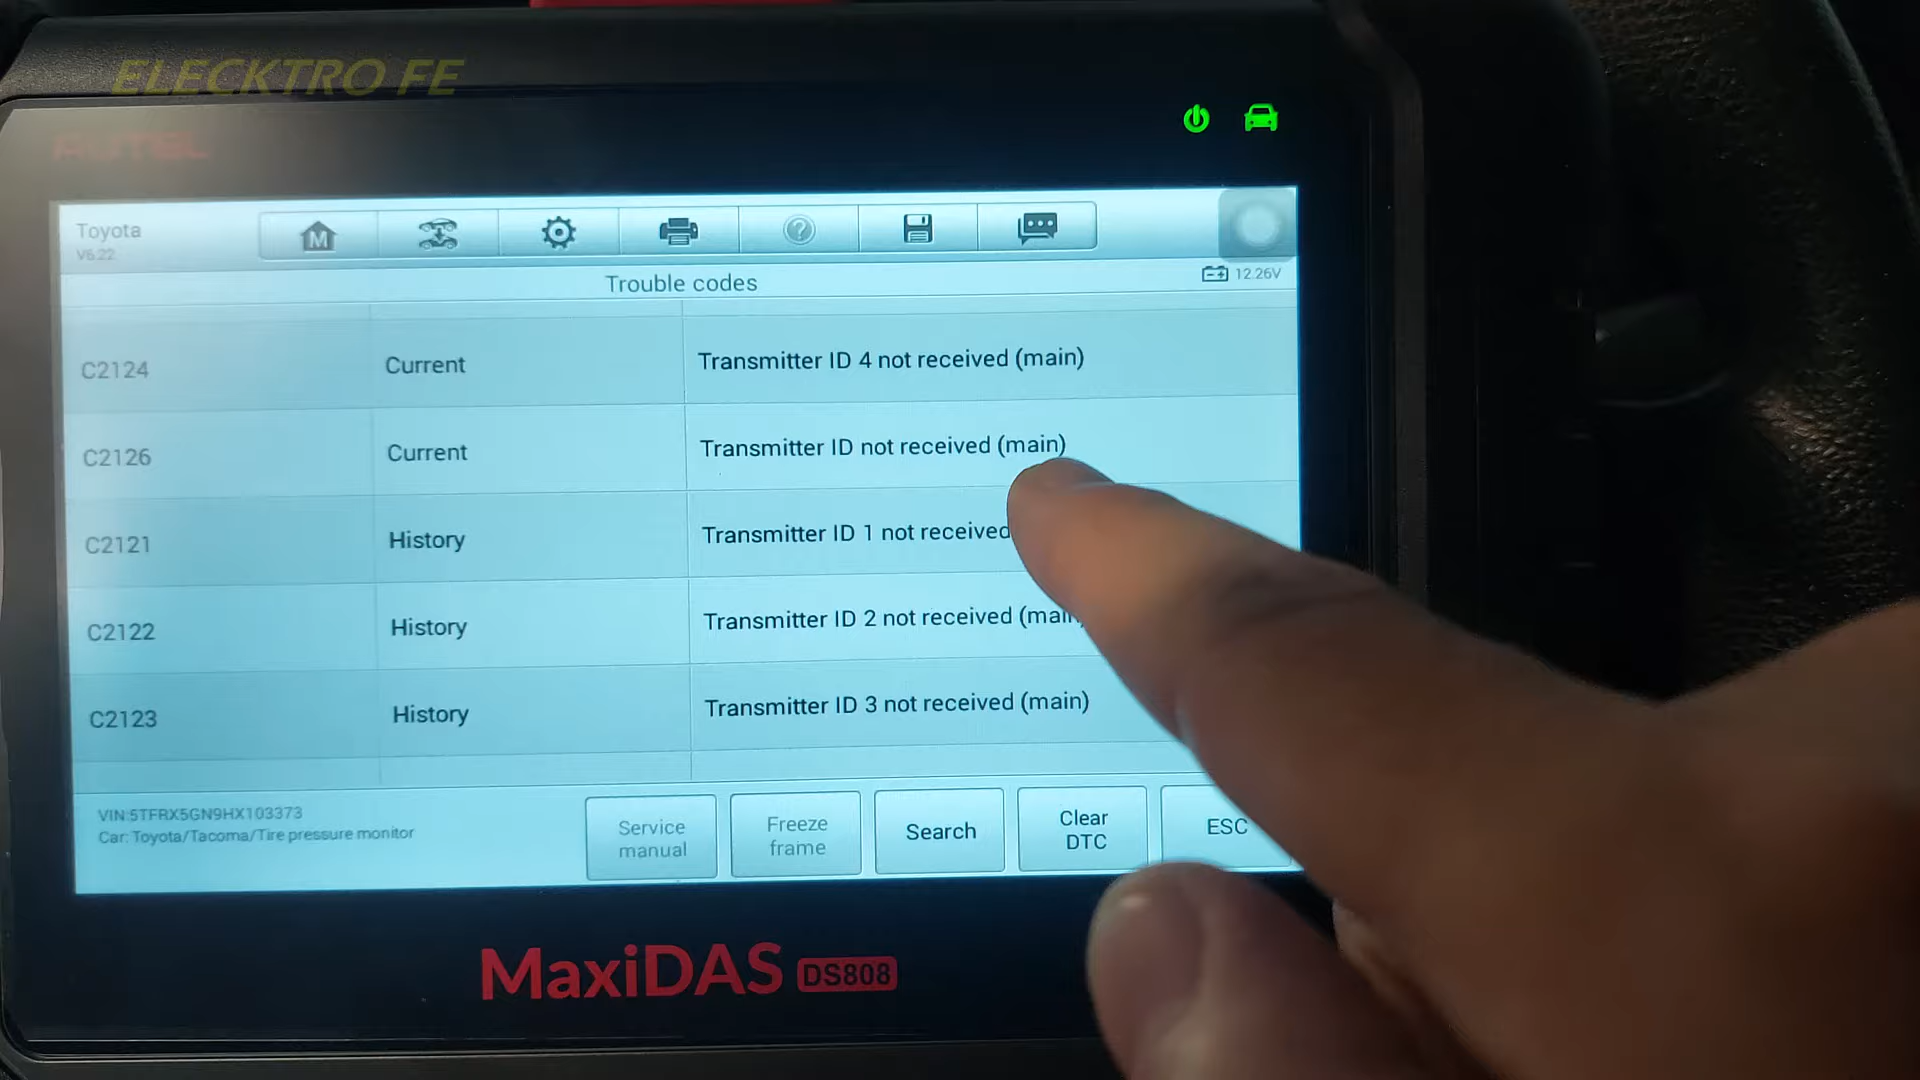 ELECKTRO FE
AUTEL
Toyota
V6.22
M
Trouble codes
12.26V
C2124 Current Transmitter ID 4 not received (main)
C2126 Current Transmitter ID not received (main)
C2121 History Transmitter ID 1 not received
C2122 History Transmitter ID 2 not received (main)
C2123 History Transmitter ID 3 not received (main)
VIN:5TFRX5GN9HX103373
Car: Toyota/Tacoma/Tire pressure monitor
Service manual
Freeze frame
Search
Clear DTC
ESC
MaxiDAS DS808